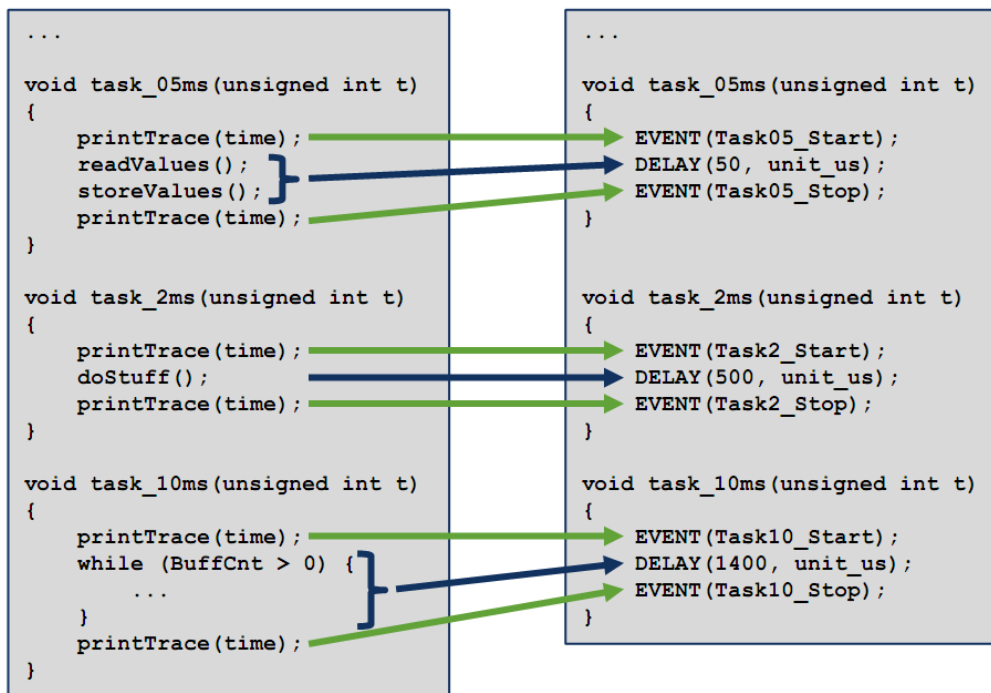 ...
void task_05ms(unsigned int t)
{
    printTrace(time);
    readValues();
    storeValues();
    printTrace(time);
}
void task_2ms(unsigned int t)
{
    printTrace(time);
    doStuff();
    printTrace(time);
}
void task_10ms(unsigned int t)
{
    printTrace(time);
    while (BuffCnt > 0) {
        ...
    }
    printTrace(time);
}
...
void task_05ms(unsigned int t)
{
    EVENT(Task05_Start);
    DELAY(50, unit_us);
    EVENT(Task05_Stop);
}
void task_2ms(unsigned int t)
{
    EVENT(Task2_Start);
    DELAY(500, unit_us);
    EVENT(Task2_Stop);
}
void task_10ms(unsigned int t)
{
    EVENT(Task10_Start);
    DELAY(1400, unit_us);
    EVENT(Task10_Stop);
}